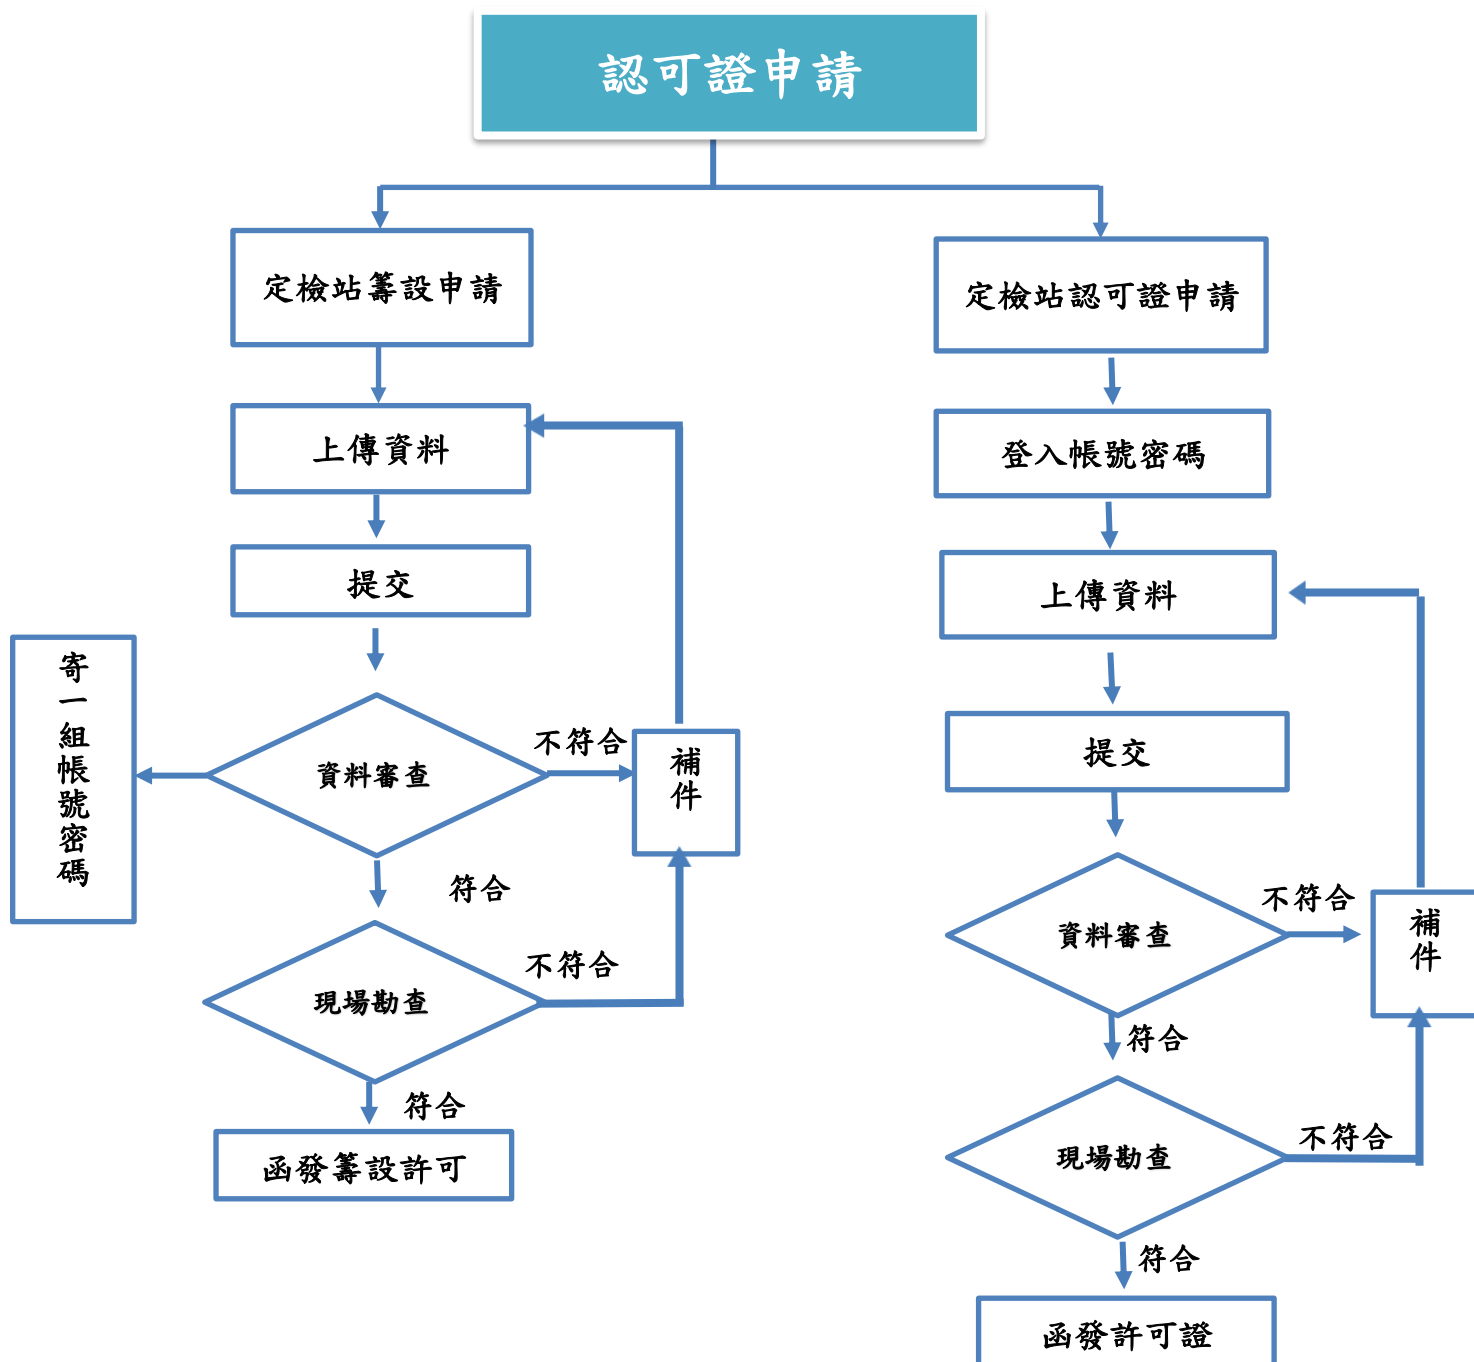 認可證申請
定檢站籌設申請
上傳資料
提交
資料審查
不符合
補件
寄一組帳號密碼
符合
現場勘查
不符合
符合
函發籌設許可
定檢站認可證申請
登入帳號密碼
上傳資料
提交
資料審查
不符合
補件
符合
現場勘查
不符合
符合
函發許可證